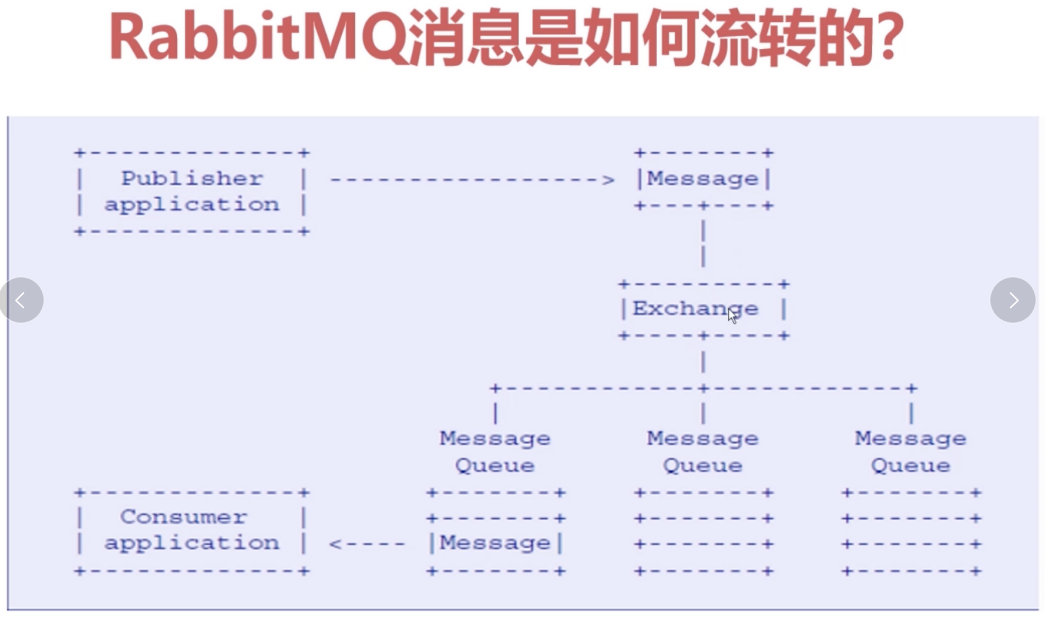 RabbitMQ消息是如何流转的?
Publisher
application
Message
Exchange
Message
Queue
Message
Queue
Message
Queue
Consumer
application
Message